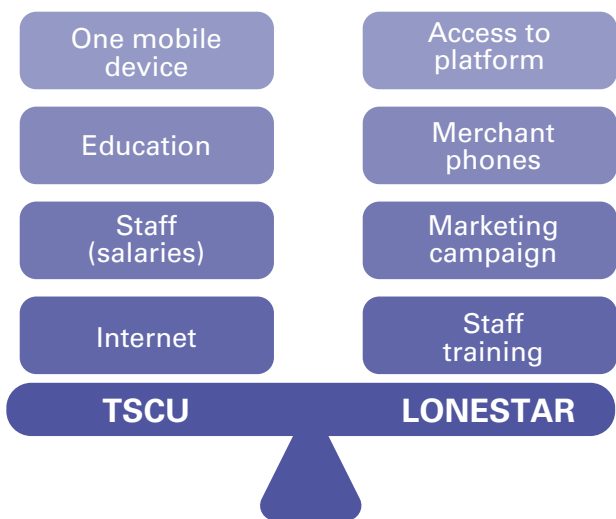 One mobile
device
Education
Staff
(salaries)
Internet
TSCU
Access to
platform
Merchant
phones
Marketing
campaign
Staff
training
LONESTAR